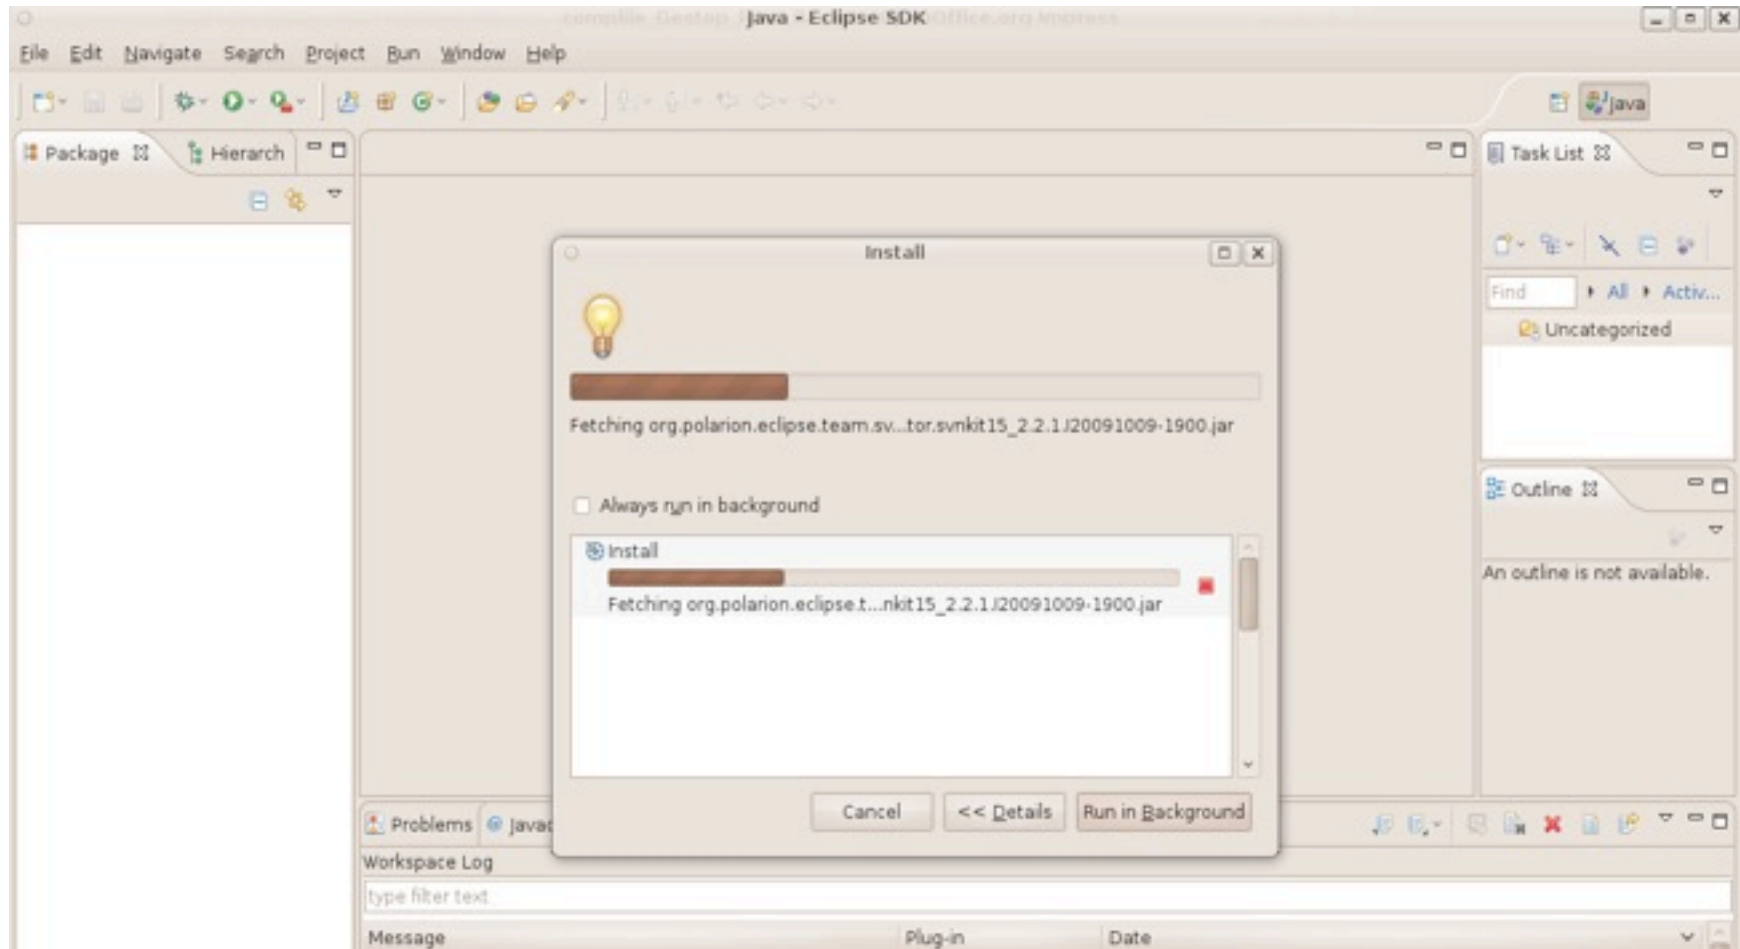 Java - Eclipse SDK
File Edit Navigate Search Project Run Window Help
Java
Package Hierarch
Task List
Find All Activ...
Uncategorized
Install
Fetching org.polarion.eclipse.team.sv...tor.svnkit15_2.2.1.I20091009-1900.jar
Always run in background
Install
Fetching org.polarion.eclipse.t...nkit15_2.2.1.I20091009-1900.jar
Cancel << Details Run in Background
Outline
An outline is not available.
Problems @ Javac
Workspace Log
type filter text
Message Plug-in Date